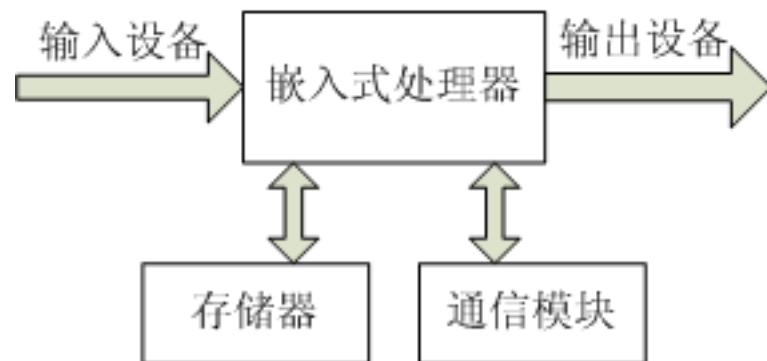 输入设备
嵌入式处理器
输出设备
存储器
通信模块